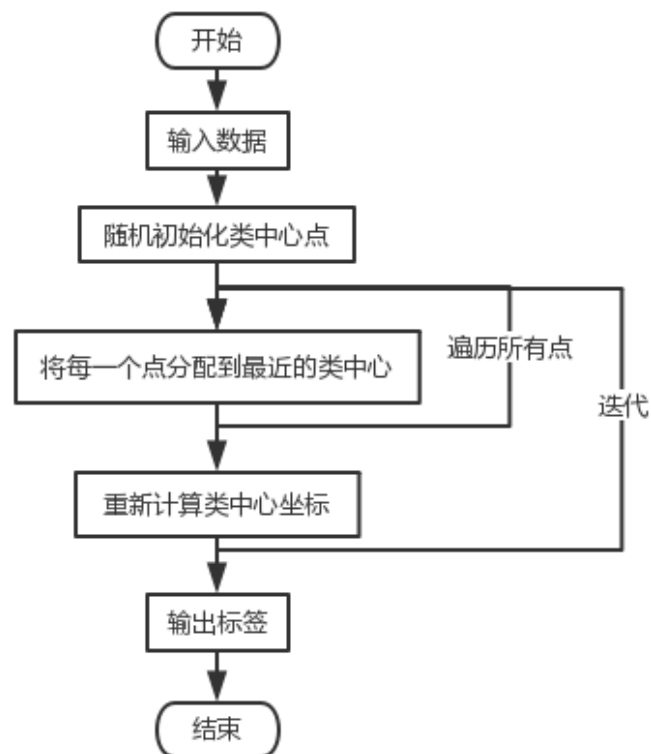 开始
输入数据
随机初始化类中心点
将每一个点分配到最近的类中心
遍历所有点
迭代
重新计算类中心坐标
输出标签
结束